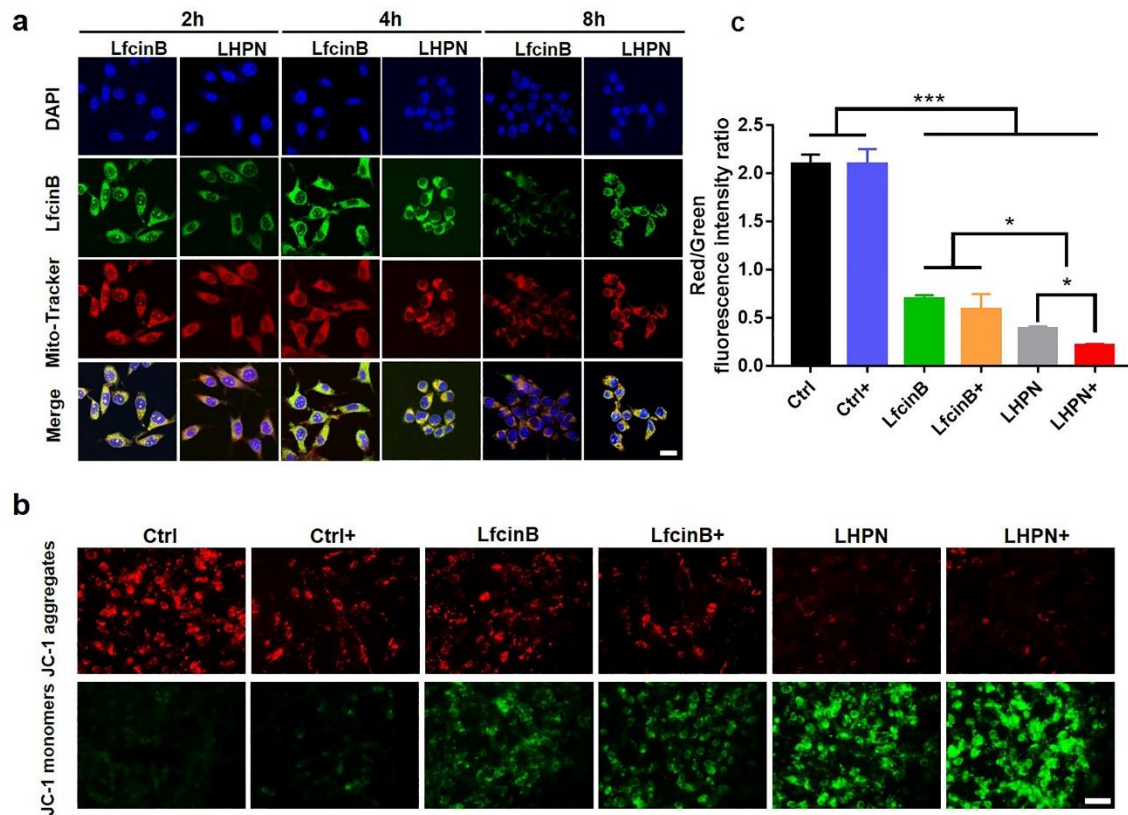 a
2h 4h 8h
LfcinB LHPN LfcinB LHPN LfcinB LHPN
DAPI
LfcinB
Mito-Tracker
Merge
c
***
*
*
Red/Green
fluorescence intensity ratio
2.5
2.0
1.5
1.0
0.5
0.0
Ctrl Ctrl+ LfcinB LfcinB+ LHPN LHPN+
b
Ctrl Ctrl+ LfcinB LfcinB+ LHPN LHPN+
JC-1 aggregates
JC-1 monomers